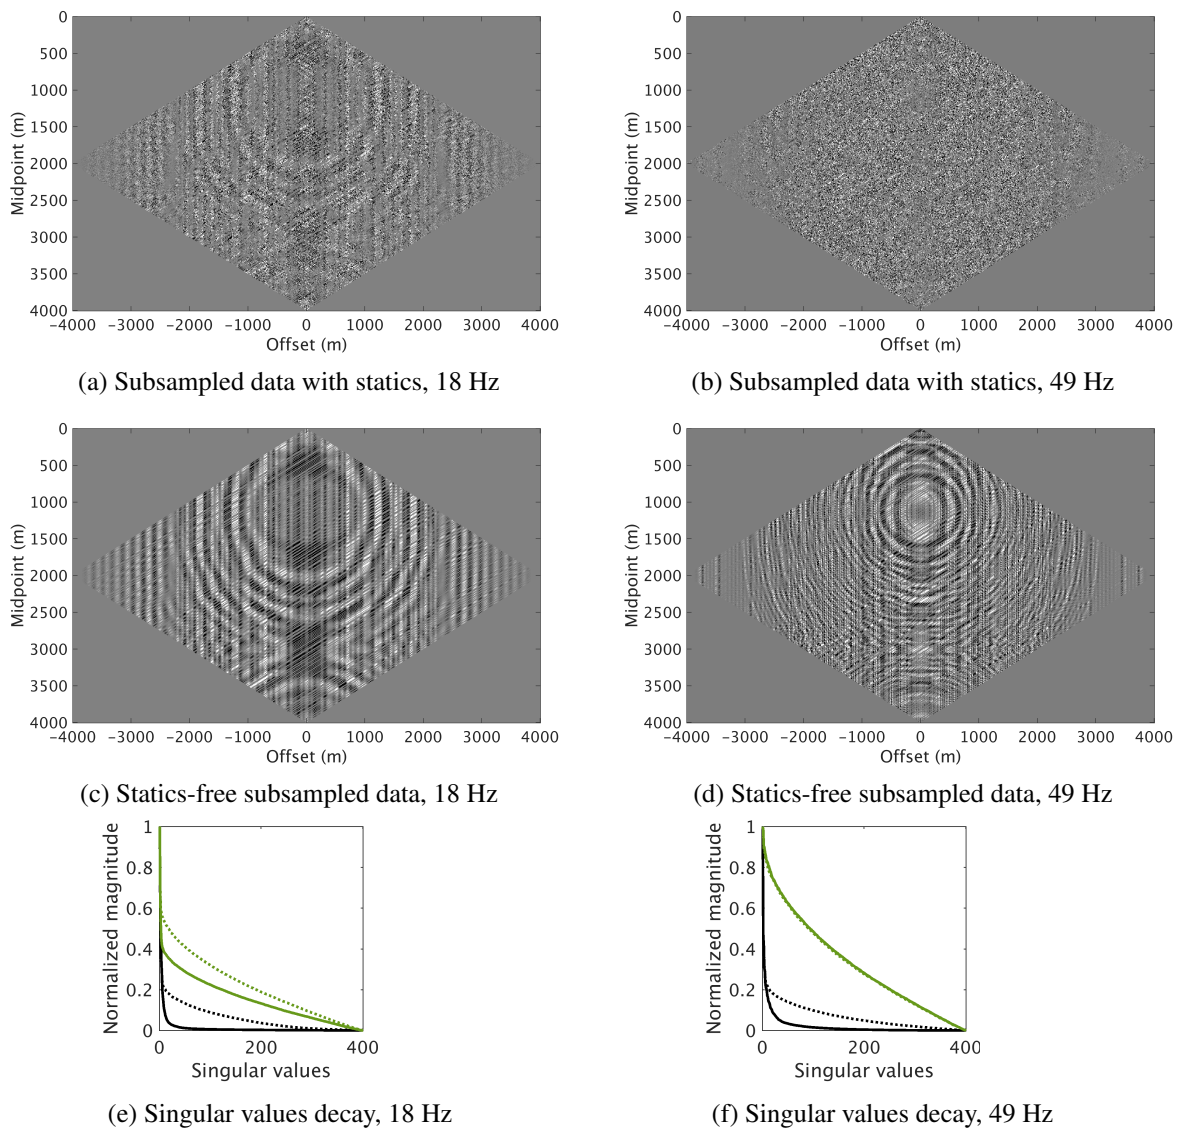 0
500
1000
1500
2000
2500
3000
3500
4000
Midpoint (m)
−4000 −3000 −2000 −1000 0 1000 2000 3000 4000
Offset (m)
(a) Subsampled data with statics, 18 Hz
0
500
1000
1500
2000
2500
3000
3500
4000
Midpoint (m)
−4000 −3000 −2000 −1000 0 1000 2000 3000 4000
Offset (m)
(b) Subsampled data with statics, 49 Hz
0
500
1000
1500
2000
2500
3000
3500
4000
Midpoint (m)
−4000 −3000 −2000 −1000 0 1000 2000 3000 4000
Offset (m)
(c) Statics-free subsampled data, 18 Hz
0
500
1000
1500
2000
2500
3000
3500
4000
Midpoint (m)
−4000 −3000 −2000 −1000 0 1000 2000 3000 4000
Offset (m)
(d) Statics-free subsampled data, 49 Hz
1
0.8
0.6
0.4
0.2
0
Normalized magnitude
0 200 400
Singular values
(e) Singular values decay, 18 Hz
1
0.8
0.6
0.4
0.2
0
Normalized magnitude
0 200 400
Singular values
(f) Singular values decay, 49 Hz